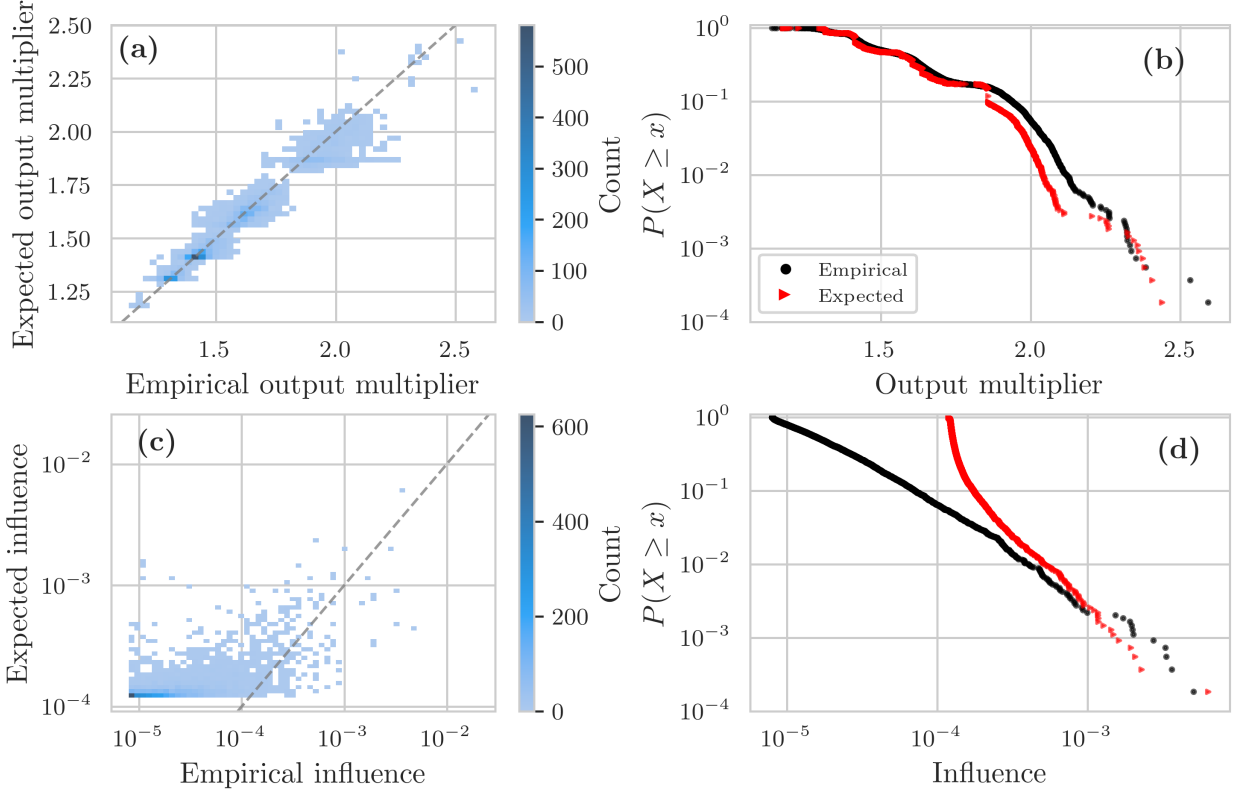 (a)
Expected output multiplier
2.50
2.25
2.00
1.75
1.50
1.25
1.5
2.0
2.5
Empirical output multiplier
500
400
300
200
100
0
Count
(b)
P(X ≥ x)
10⁰
10⁻¹
10⁻²
10⁻³
10⁻⁴
Empirical
Expected
1.5
2.0
2.5
Output multiplier
(c)
Expected influence
10⁻²
10⁻³
10⁻⁴
10⁻⁵
10⁻⁴
10⁻³
10⁻²
Empirical influence
600
400
200
0
Count
(d)
P(X ≥ x)
10⁰
10⁻¹
10⁻²
10⁻³
10⁻⁴
10⁻⁵
10⁻⁴
10⁻³
Influence